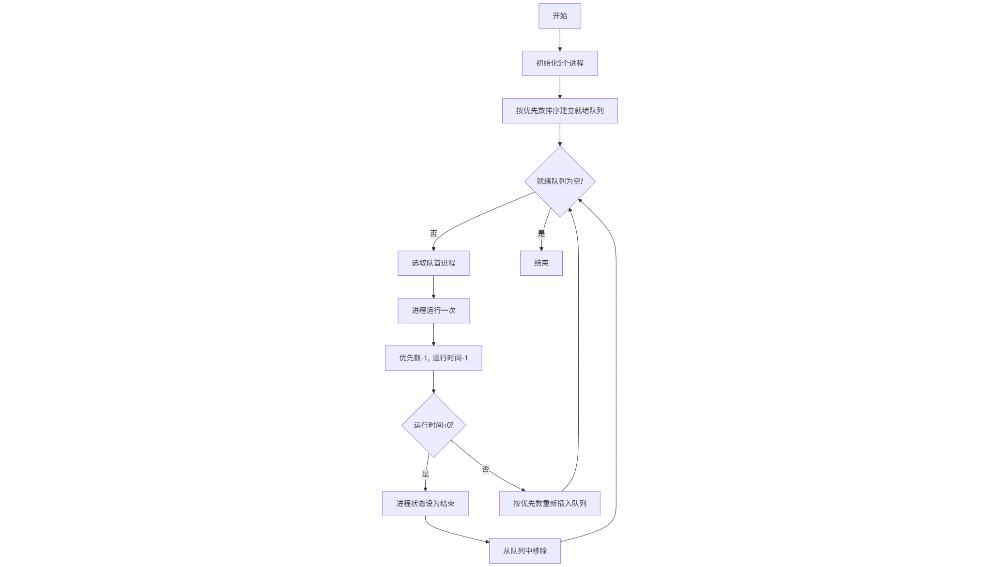 开始
初始化5个进程
按优先数排序建立就绪队列
就绪队列为空?
否
是
选取队首进程
结束
进程运行一次
优先数-1, 运行时间-1
运行时间≤0?
是
否
进程状态设为结束
按优先数重新插入队列
从队列中移除